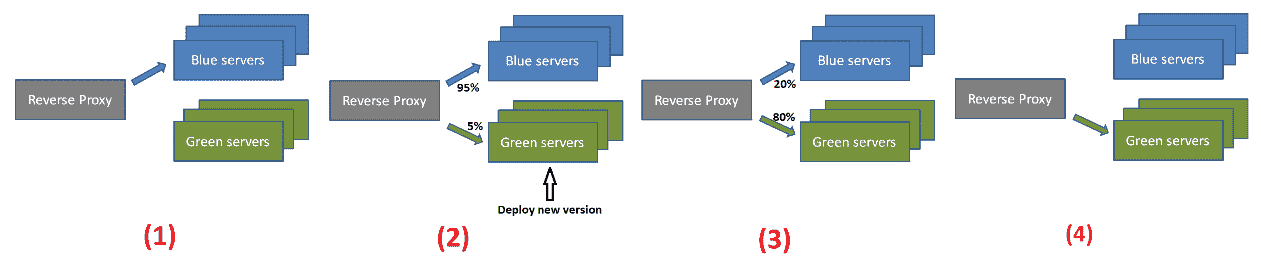 Blue servers
Reverse Proxy
Green servers
(1)
Blue servers
95%
Reverse Proxy
5%
Green servers
Deploy new version
(2)
Blue servers
20%
Reverse Proxy
80%
Green servers
(3)
Blue servers
Reverse Proxy
Green servers
(4)